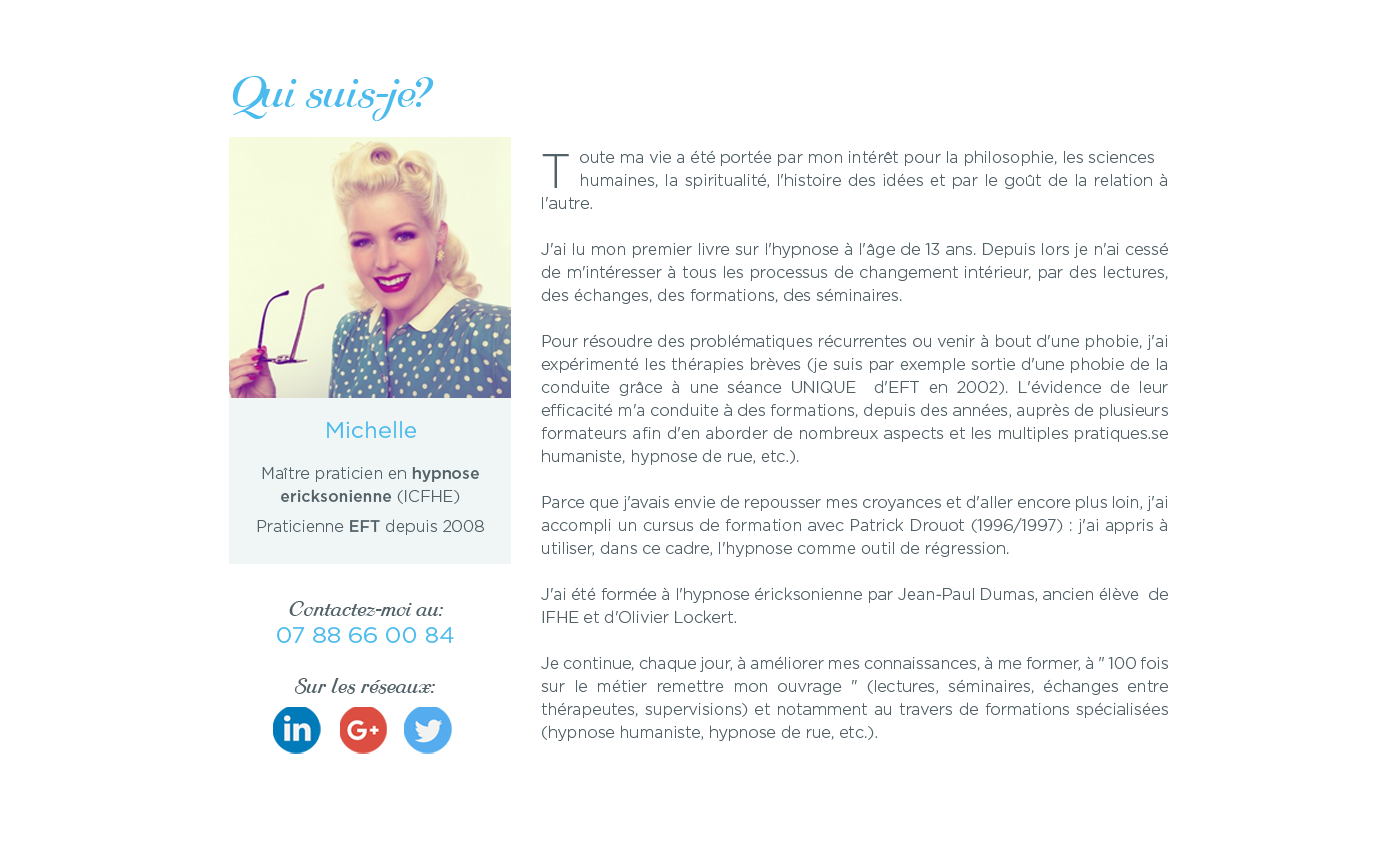 Qui suis-je?
Michelle
Maître praticien en hypnose
ericksonienne (ICFHE)
Praticienne EFT depuis 2008
Contactez-moi au:
07 88 66 00 84
Sur les réseaux:
in
G+
Toute ma vie a été portée par mon intérêt pour la philosophie, les sciences
humaines, la spiritualité, l'histoire des idées et par le goût de la relation à
l'autre.
J'ai lu mon premier livre sur l'hypnose à l'âge de 13 ans. Depuis lors je n'ai cessé
de m'intéresser à tous les processus de changement intérieur, par des lectures,
des échanges, des formations, des séminaires.
Pour résoudre des problématiques récurrentes ou venir à bout d'une phobie, j'ai
expérimenté les thérapies brèves (je suis par exemple sortie d'une phobie de la
conduite grâce à une séance UNIQUE d'EFT en 2002). L'évidence de leur
efficacité m'a conduite à des formations, depuis des années, auprès de plusieurs
formateurs afin d'en aborder de nombreux aspects et les multiples pratiques.se
humaniste, hypnose de rue, etc.).
Parce que j'avais envie de repousser mes croyances et d'aller encore plus loin, j'ai
accompli un cursus de formation avec Patrick Drouot (1996/1997) : j'ai appris à
utiliser, dans ce cadre, l'hypnose comme outil de régression.
J'ai été formée à l'hypnose éricksonienne par Jean-Paul Dumas, ancien élève de
IFHE et d'Olivier Lockert.
Je continue, chaque jour, à améliorer mes connaissances, à me former, à " 100 fois
sur le métier remettre mon ouvrage " (lectures, séminaires, échanges entre
thérapeutes, supervisions) et notamment au travers de formations spécialisées
(hypnose humaniste, hypnose de rue, etc.).